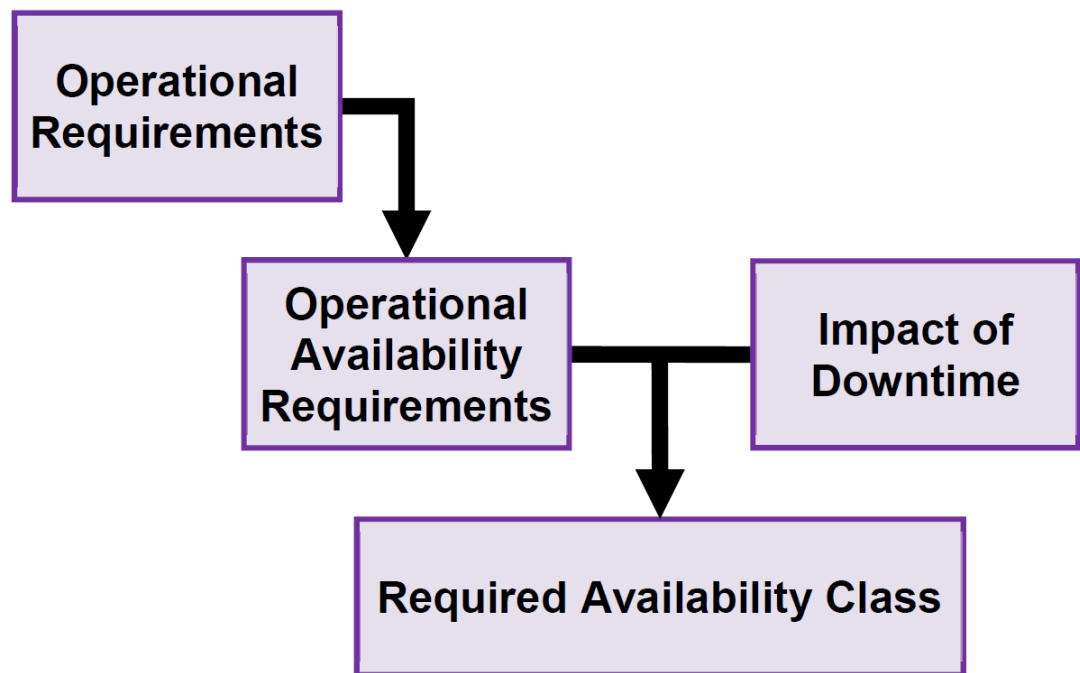 Operational
Requirements
Operational
Availability
Requirements
Impact of
Downtime
Required Availability Class